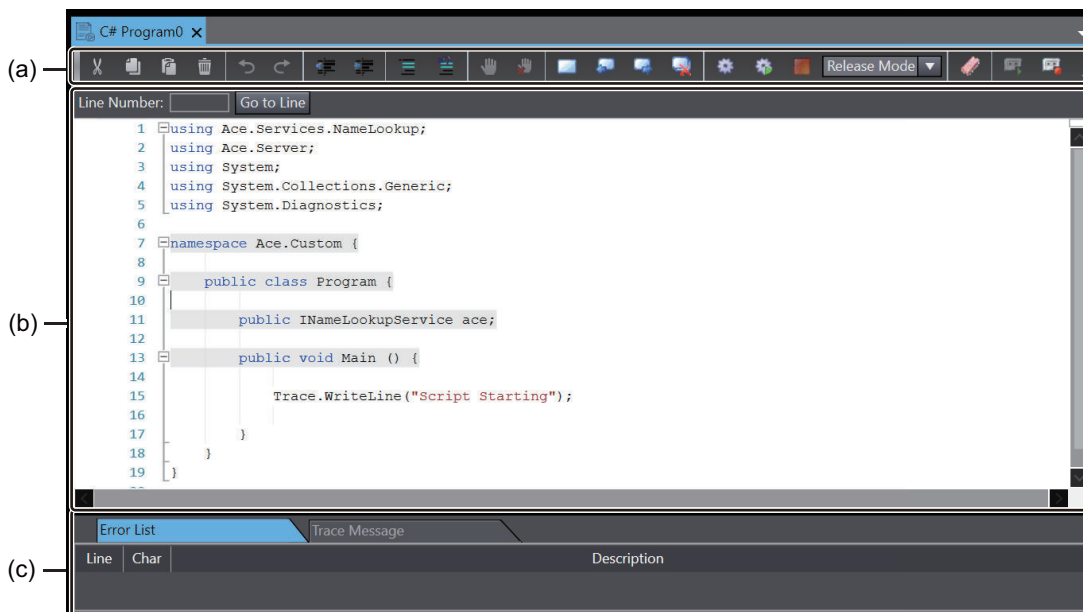 C# Program0
(a)
Release Mode
Line Number: Go to Line
1 using Ace.Services.NameLookup;
2 using Ace.Server;
3 using System;
4 using System.Collections.Generic;
5 using System.Diagnostics;
6
7 namespace Ace.Custom {
8
9 public class Program {
10
(b)
11 public INameLookupService ace;
12
13 public void Main () {
14
15 Trace.WriteLine("Script Starting");
16
17 }
18 }
19 }
Error List Trace Message
Line Char Description
(c)